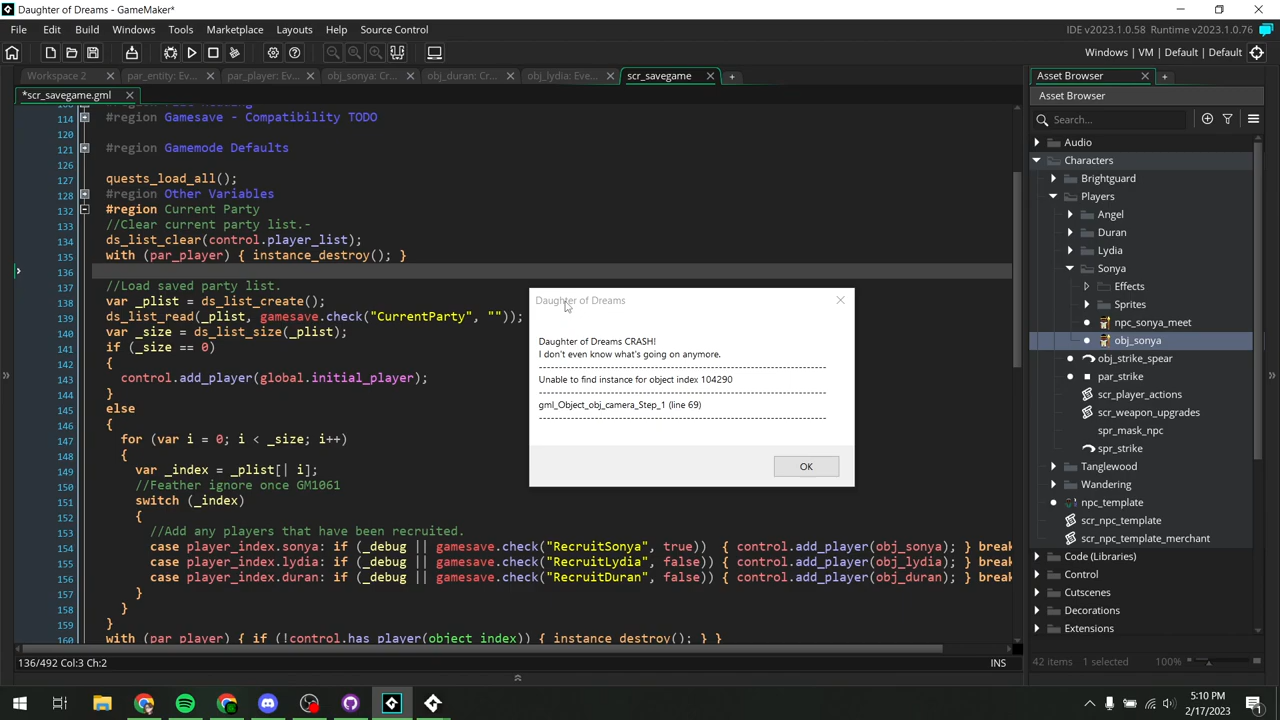 Daughter of Dreams - GameMaker*
File Edit Build Windows Tools Marketplace Layouts Help Source Control
IDE v2023.1.0.58 Runtime v2023.1.0.76
Windows | VM | Default | Default
Workspace 2
par_entity: Eve...
par_player: Eve...
obj_sonya: Cr...
obj_duran: Cr...
obj_lydia: Eve...
scr_savegame
*scr_savegame.gml
114 #region Gamesave - Compatibility TODO
120
121 #region Gamemode Defaults
126
127 quests_load_all();
128 #region Other Variables
132 #region Current Party
133 //Clear current party list.-
134 ds_list_clear(control.player_list);
135 with (par_player) { instance_destroy(); }
136
137 //Load saved party list.
138 var _plist = ds_list_create();
139 ds_list_read(_plist, gamesave.check("CurrentParty", ""));
140 var _size = ds_list_size(_plist);
141 if (_size == 0)
142 {
143 control.add_player(global.initial_player);
144 }
145 else
146 {
147 for (var i = 0; i < _size; i++)
148 {
149 var _index = _plist[| i];
150 //Feather ignore once GM1061
151 switch (_index)
152 {
153 //Add any players that have been recruited.
154 case player_index.sonya: if (_debug || gamesave.check("RecruitSonya", true)) { control.add_player(obj_sonya); } break
155 case player_index.lydia: if (_debug || gamesave.check("RecruitLydia", false)) { control.add_player(obj_lydia); } break
156 case player_index.duran: if (_debug || gamesave.check("RecruitDuran", false)) { control.add_player(obj_duran); } break
157 }
158 }
159 }
160 with (par_player) { if (!control.has_player(object_index)) { instance_destroy(); } }
136/492 Col:3 Ch:2
INS
Daughter of Dreams
Daughter of Dreams CRASH!
I don't even know what's going on anymore.
Unable to find instance for object index 104290
gml_Object_obj_camera_Step_1 (line 69)
OK
Asset Browser
Asset Browser
Search...
Audio
Characters
Brightguard
Players
Angel
Duran
Lydia
Sonya
Effects
Sprites
npc_sonya_meet
obj_sonya
obj_strike_spear
par_strike
scr_player_actions
scr_weapon_upgrades
spr_mask_npc
spr_strike
Tanglewood
Wandering
npc_template
scr_npc_template
scr_npc_template_merchant
Code (Libraries)
Control
Cutscenes
Decorations
Extensions
42 items 1 selected 100%
5:10 PM
2/17/2023
1